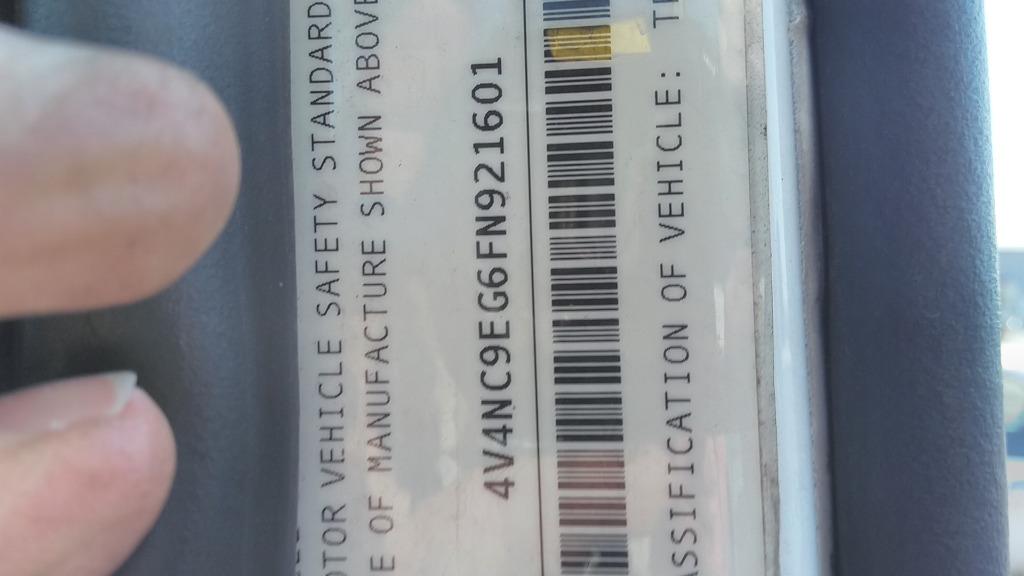 OTOR VEHICLE SAFETY STANDARD
E OF MANUFACTURE SHOWN ABOVE
4V4NC9EG6FN921601
ASSIFICATION OF VEHICLE: